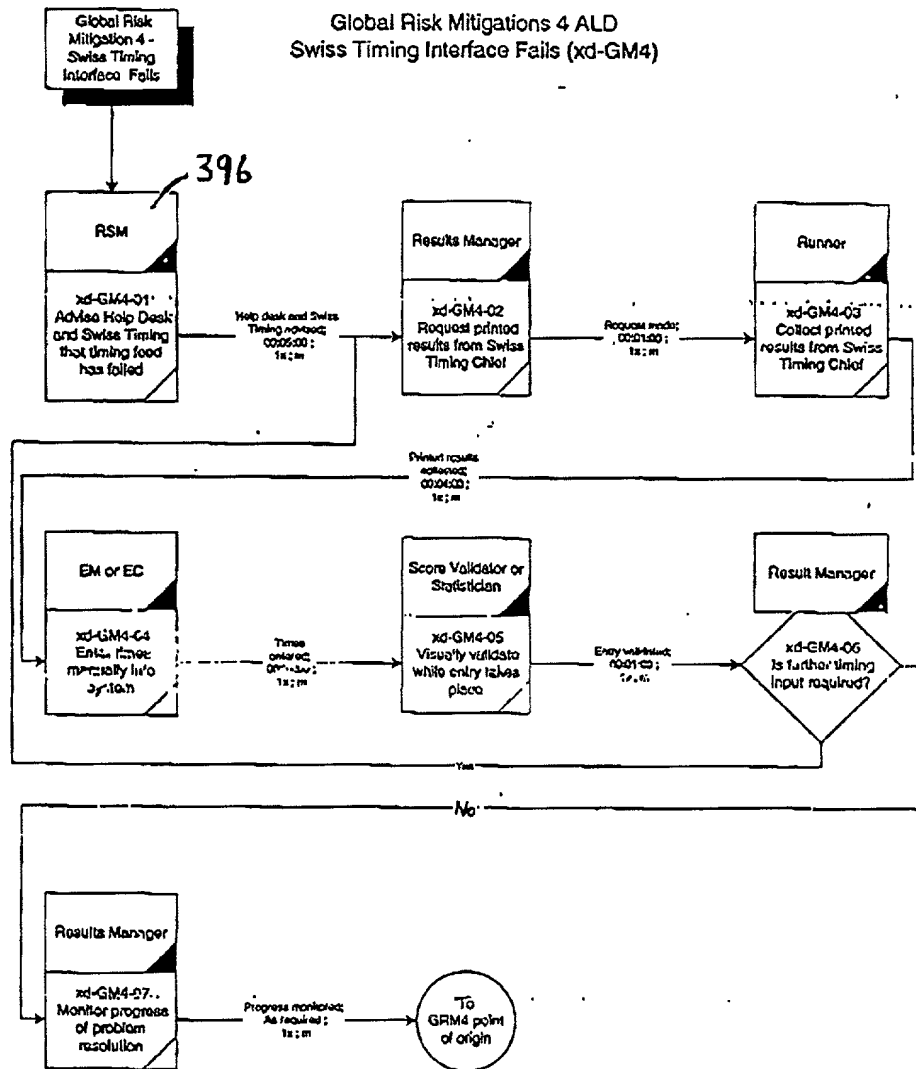 Global Risk Mitigations 4 ALD
Swiss Timing Interface Fails (xd-GM4)
Global Risk
Mitigation 4 -
Swiss Timing
Interface Fails
396
RSM
xd-GM4-01
Advise Help Desk
and Swiss Timing
that timing feed
has failed
Help desk and Swiss
Timing advised;
00:05:00;
1x; m
Results Manager
xd-GM4-02
Request printed
results from Swiss
Timing Chief
Request made;
00:01:00;
1x; m
Runner
xd-GM4-03
Collect printed
results from Swiss
Timing Chief
Printed results
collected;
00:04:00;
1x; m
EM or EC
xd-GM4-04
Enter times
manually into
system
Times
entered;
1x; m
Score Validator or
Statistician
xd-GM4-05
Visually validate
while entry takes
place
Entry validated;
00:01:00;
1x; m
Result Manager
xd-GM4-06
Is further timing
input required?
Yes
No
Results Manager
xd-GM4-07
Monitor progress
of problem
resolution
Progress monitored;
As required;
1x; m
To
GRM4 point
of origin